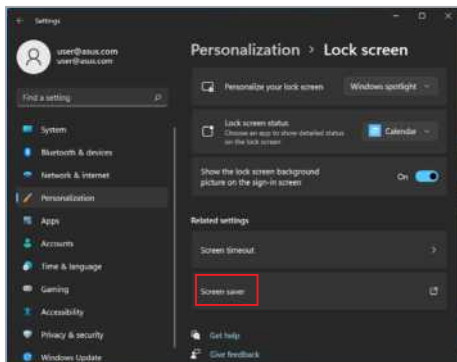 Settings
user@asus.com
user@asus.com
Find a setting
System
Bluetooth & devices
Network & internet
Personalization
Apps
Accounts
Time & language
Gaming
Accessibility
Privacy & security
Windows Update
Personalization > Lock screen
Personalize your lock screen
Windows spotlight
Lock screen status
Choose an app to show detailed status
on the lock screen
Calendar
Show the lock screen background
picture on the sign-in screen
On
Related settings
Screen timeout
Screen saver
Get help
Give feedback